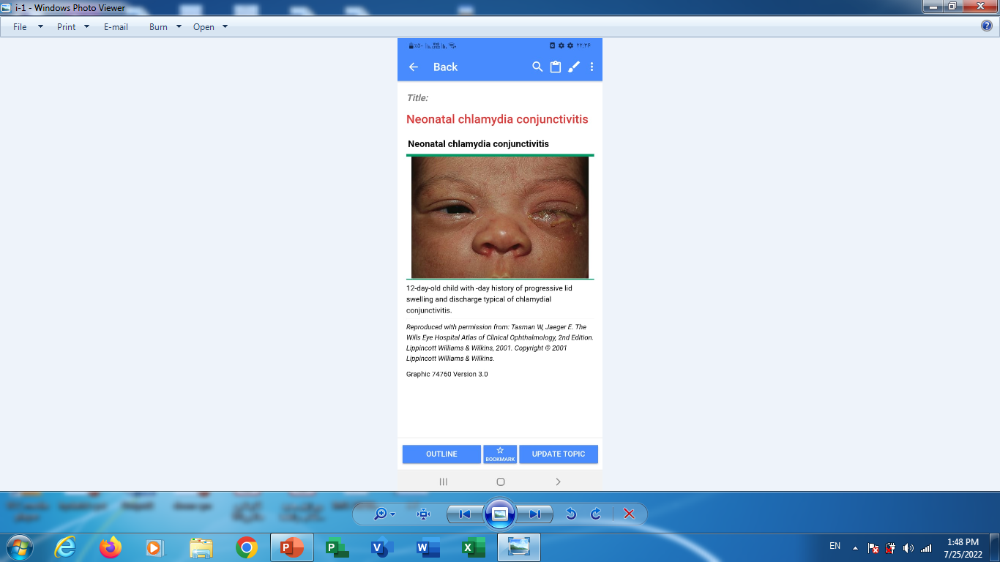 i-1 - Windows Photo Viewer
File Print E-mail Burn Open
۲۲:۳۶
Back
Title:
Neonatal chlamydia conjunctivitis
Neonatal chlamydia conjunctivitis
12-day-old child with -day history of progressive lid
swelling and discharge typical of chlamydial
conjunctivitis.
Reproduced with permission from: Tasman W, Jaeger E. The
Wills Eye Hospital Atlas of Clinical Ophthalmology, 2nd Edition.
Lippincott Williams & Wilkins, 2001. Copyright © 2001
Lippincott Williams & Wilkins.
Graphic 74760 Version 3.0
OUTLINE
BOOKMARK
UPDATE TOPIC
EN
1:48 PM
7/25/2022